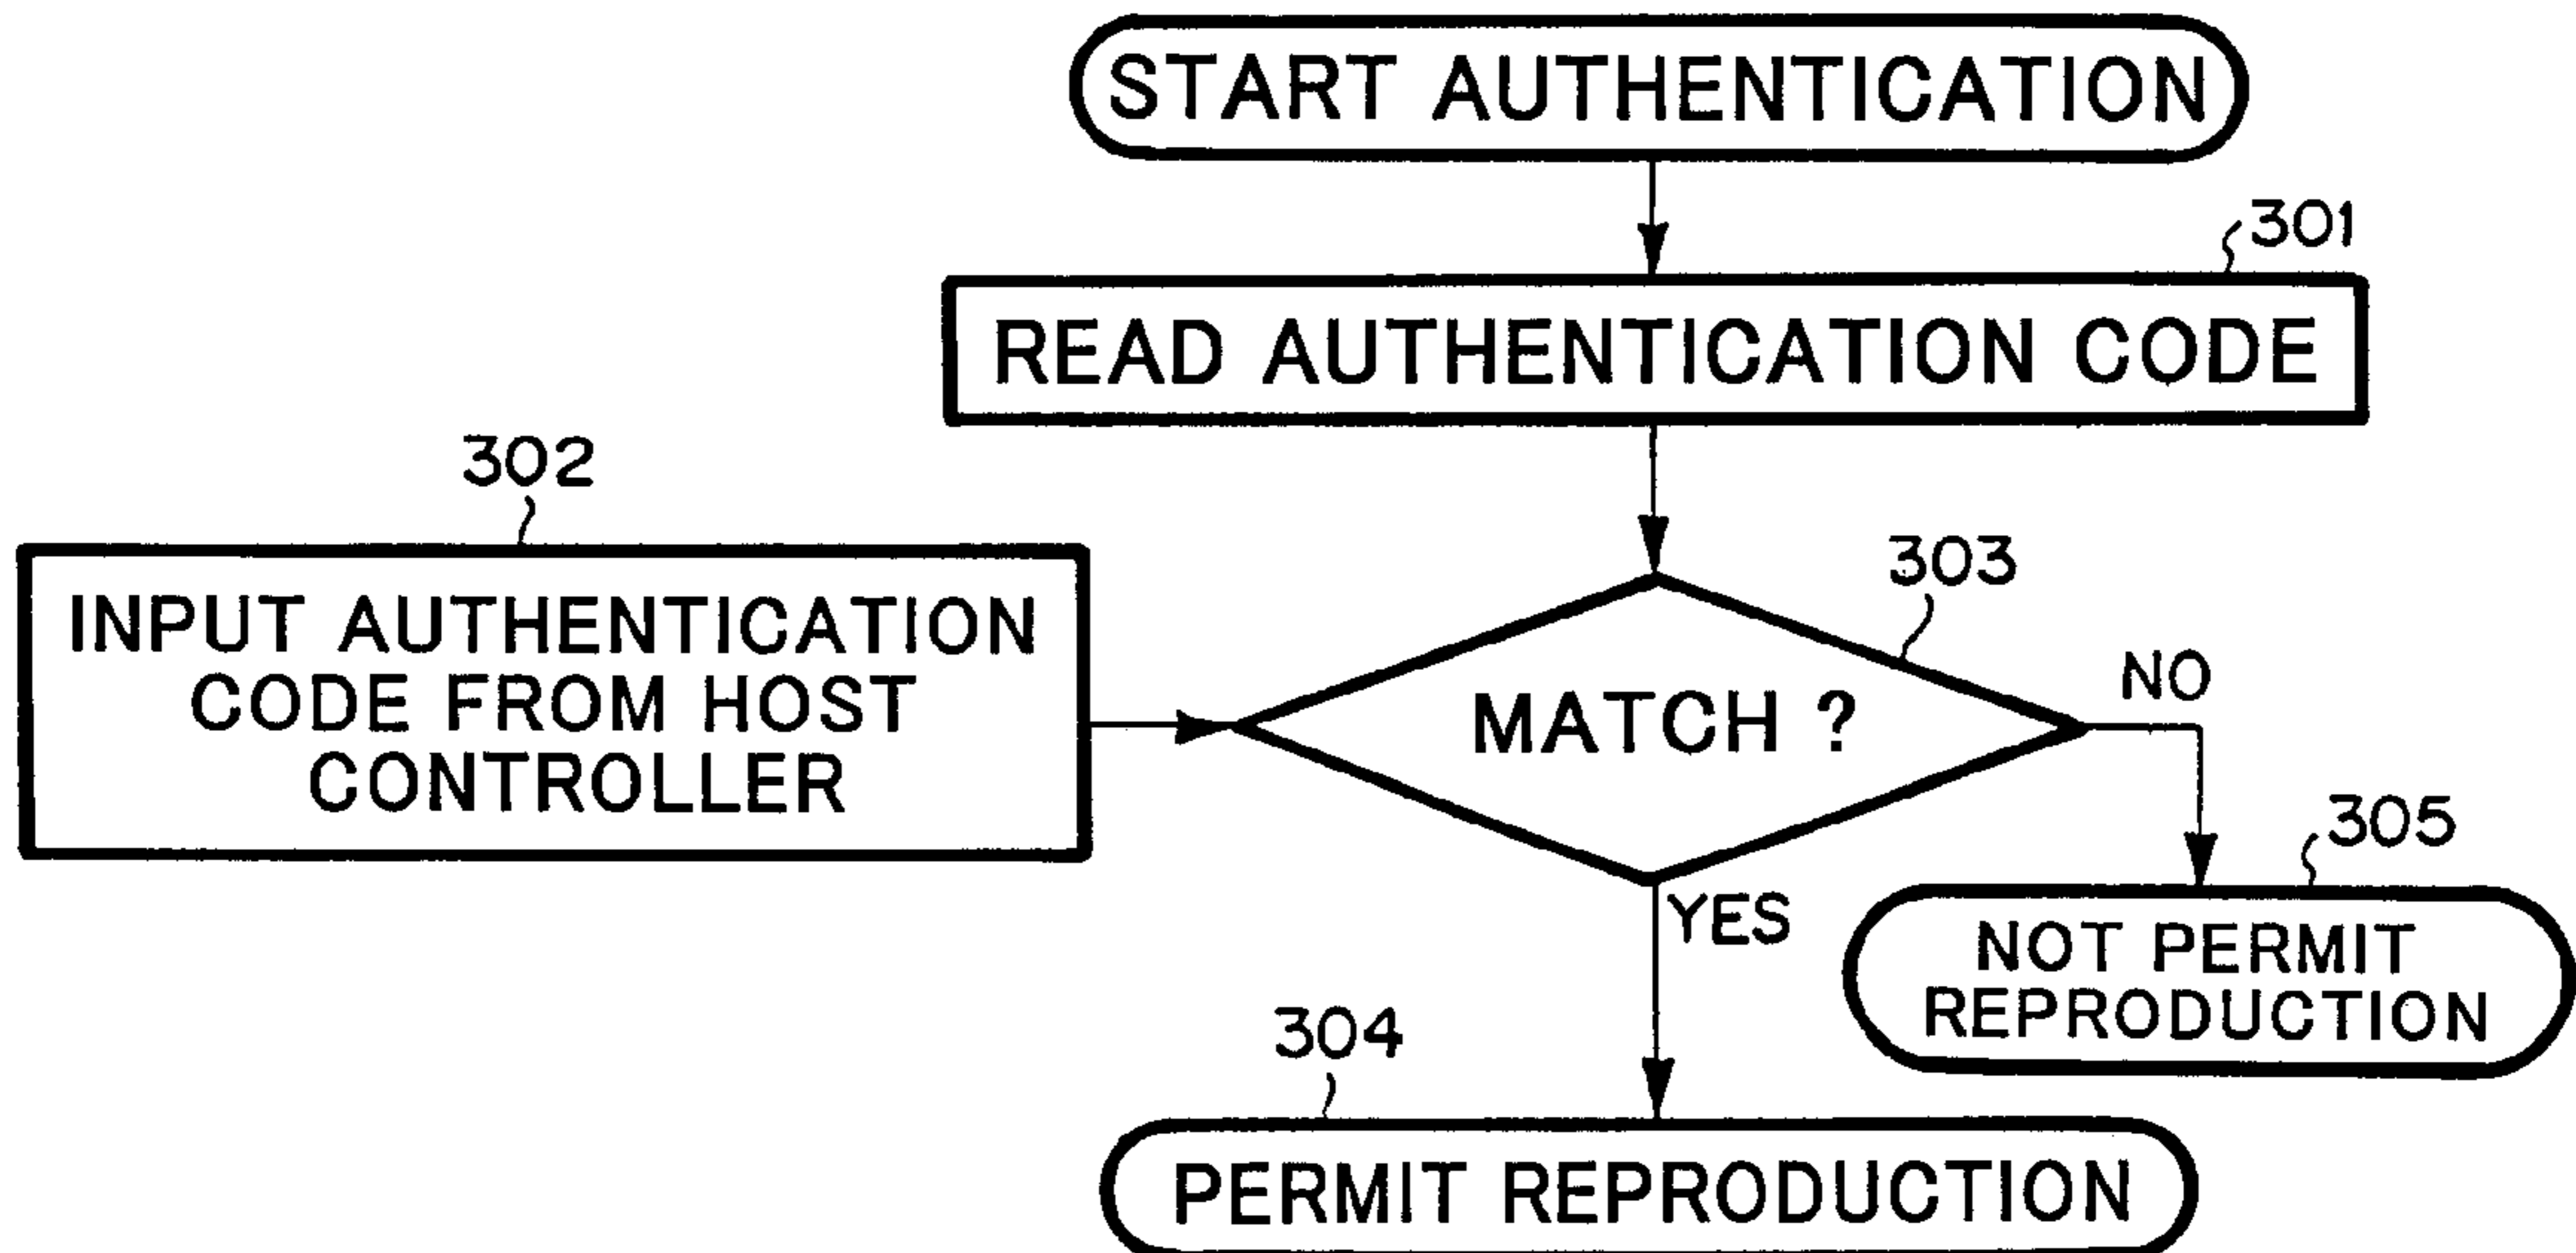 START AUTHENTICATION
301
READ AUTHENTICATION CODE
302
INPUT AUTHENTICATION
CODE FROM HOST
CONTROLLER
303
MATCH ?
NO
YES
305
NOT PERMIT
REPRODUCTION
304
PERMIT REPRODUCTION